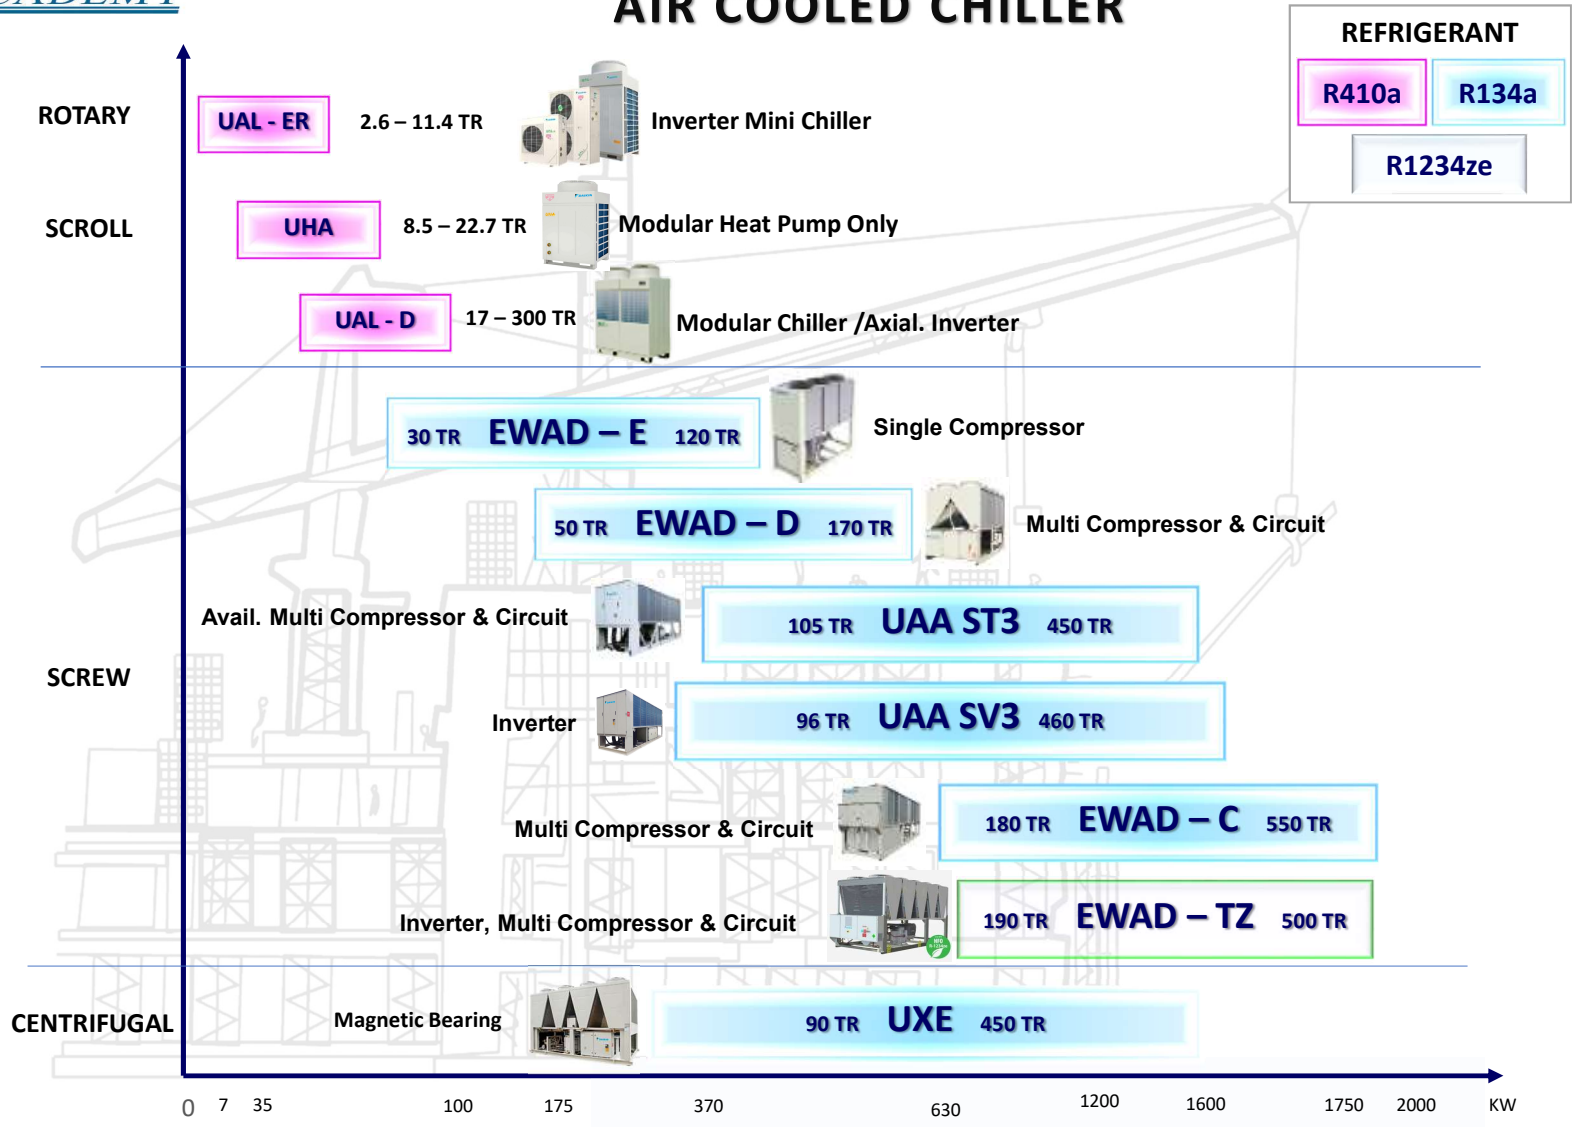 AIR COOLED CHILLER
REFRIGERANT
R410a
R134a
R1234ze
ROTARY
UAL - ER
2.6 – 11.4 TR
Inverter Mini Chiller
SCROLL
UHA
8.5 – 22.7 TR
Modular Heat Pump Only
UAL - D
17 – 300 TR
Modular Chiller /Axial. Inverter
30 TR EWAD – E 120 TR
Single Compressor
50 TR EWAD – D 170 TR
Multi Compressor & Circuit
Avail. Multi Compressor & Circuit
105 TR UAA ST3 450 TR
SCREW
Inverter
96 TR UAA SV3 460 TR
Multi Compressor & Circuit
180 TR EWAD – C 550 TR
Inverter, Multi Compressor & Circuit
190 TR EWAD – TZ 500 TR
CENTRIFUGAL
Magnetic Bearing
90 TR UXE 450 TR
0 7 35 100 175 370 630 1200 1600 1750 2000 KW